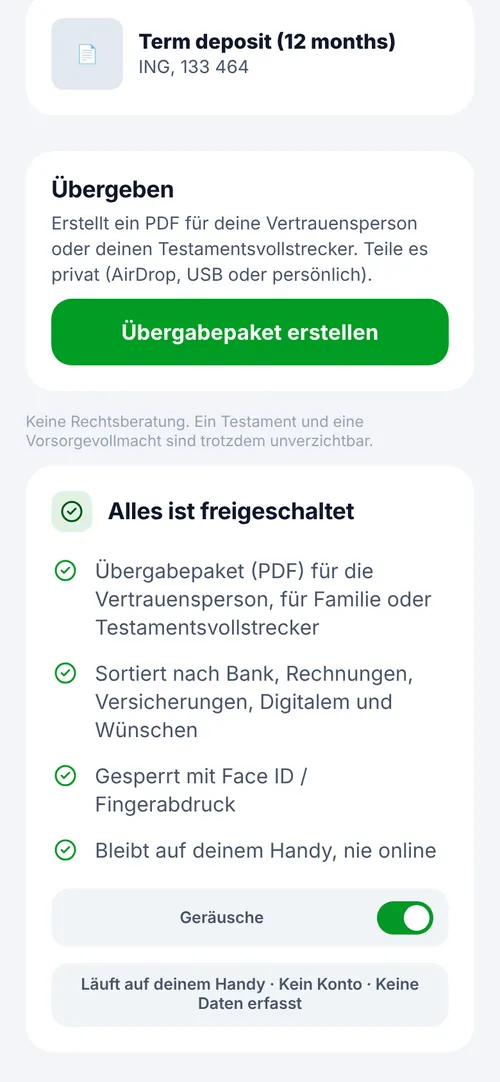 Term deposit (12 months)
ING, 133 464
Übergeben
Erstellt ein PDF für deine Vertrauensperson
oder deinen Testamentsvollstrecker. Teile es
privat (AirDrop, USB oder persönlich).
Übergabepaket erstellen
Keine Rechtsberatung. Ein Testament und eine
Vorsorgevollmacht sind trotzdem unverzichtbar.
Alles ist freigeschaltet
Übergabepaket (PDF) für die
Vertrauensperson, für Familie oder
Testamentsvollstrecker
Sortiert nach Bank, Rechnungen,
Versicherungen, Digitalem und
Wünschen
Gesperrt mit Face ID /
Fingerabdruck
Bleibt auf deinem Handy, nie online
Geräusche
Läuft auf deinem Handy · Kein Konto · Keine
Daten erfasst